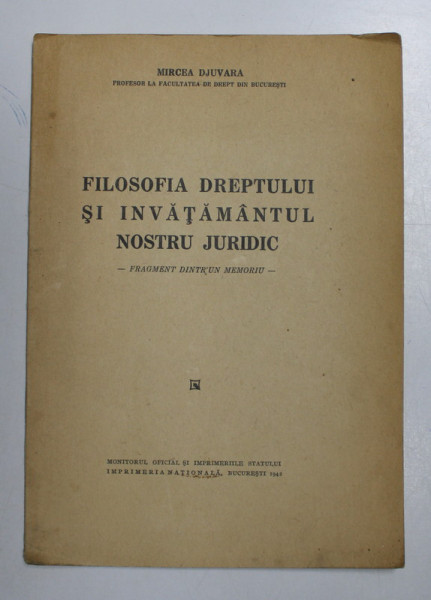 MIRCEA DJUVARA
PROFESOR LA FACULTATEA DE DREPT DIN BUCUREŞTI
FILOSOFIA DREPTULUI
ŞI INVĂŢĂMÂNTUL
NOSTRU JURIDIC
— FRAGMENT DINTR'UN MEMORIU —
MONITORUL OFICIAL ŞI IMPRIMERIILE STATULUI
IMPRIMERIA NAŢIONALĂ, BUCUREŞTI